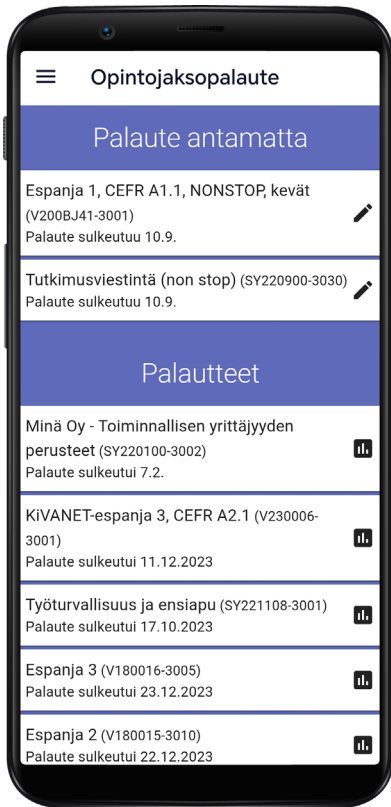 Opintojaksopalaute
Palaute antamatta
Espanja 1, CEFR A1.1, NONSTOP, kevät
(V200BJ41-3001)
Palaute sulkeutuu 10.9.
Tutkimusviestintä (non stop) (SY220900-3030)
Palaute sulkeutuu 10.9.
Palautteet
Minä Oy - Toiminnallisen yrittäjyyden
perusteet (SY220100-3002)
Palaute sulkeutui 7.2.
KiVANET-espanja 3, CEFR A2.1 (V230006-
3001)
Palaute sulkeutui 11.12.2023
Työturvallisuus ja ensiapu (SY221108-3001)
Palaute sulkeutui 17.10.2023
Espanja 3 (V180016-3005)
Palaute sulkeutui 23.12.2023
Espanja 2 (V180015-3010)
Palaute sulkeutui 22.12.2023